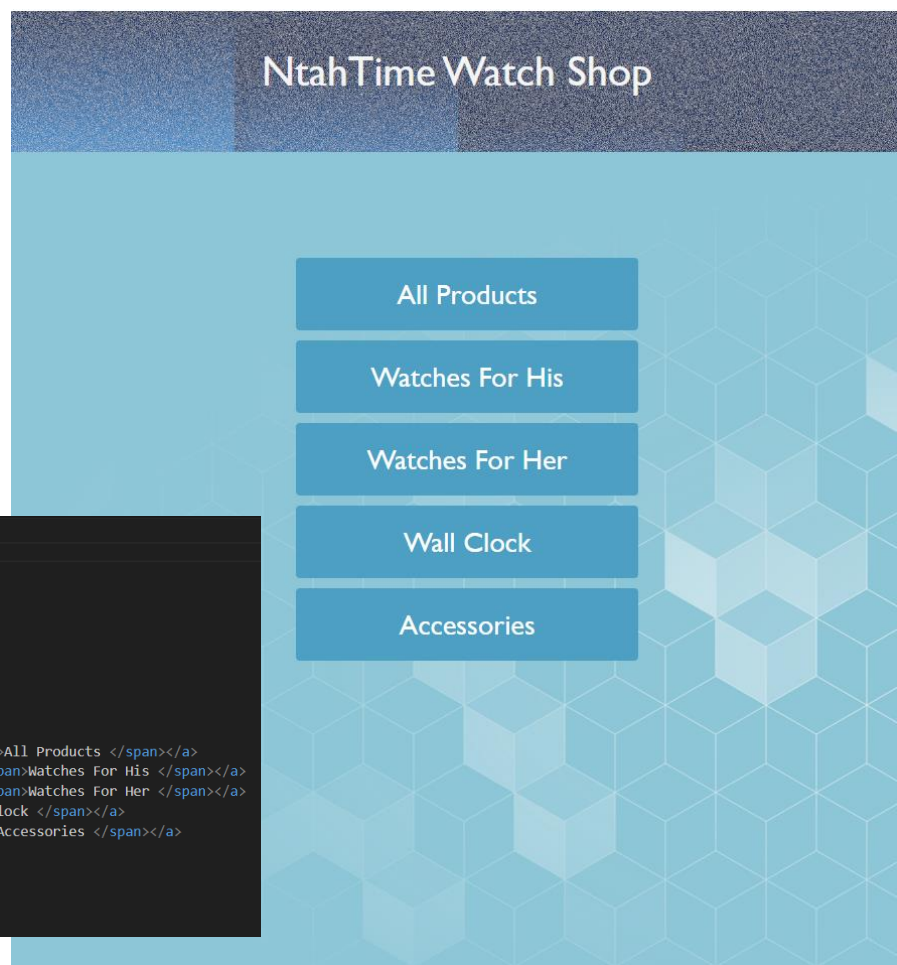 NtahTime Watch Shop
All Products
Watches For His
Watches For Her
Wall Clock
Accessories
>All Products </span></a>
pan>Watches For His </span></a>
pan>Watches For Her </span></a>
lock </span></a>
Accessories </span></a>